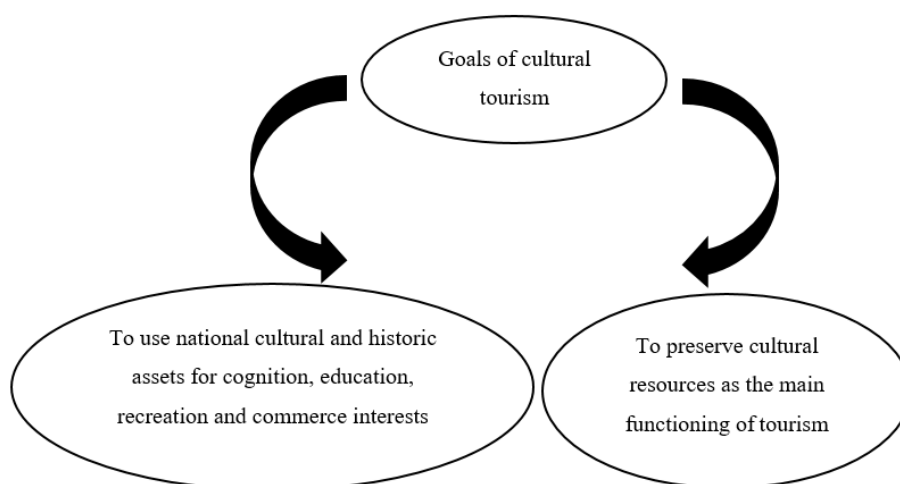 Goals of cultural
tourism
To use national cultural and historic
assets for cognition, education,
recreation and commerce interests
To preserve cultural
resources as the main
functioning of tourism